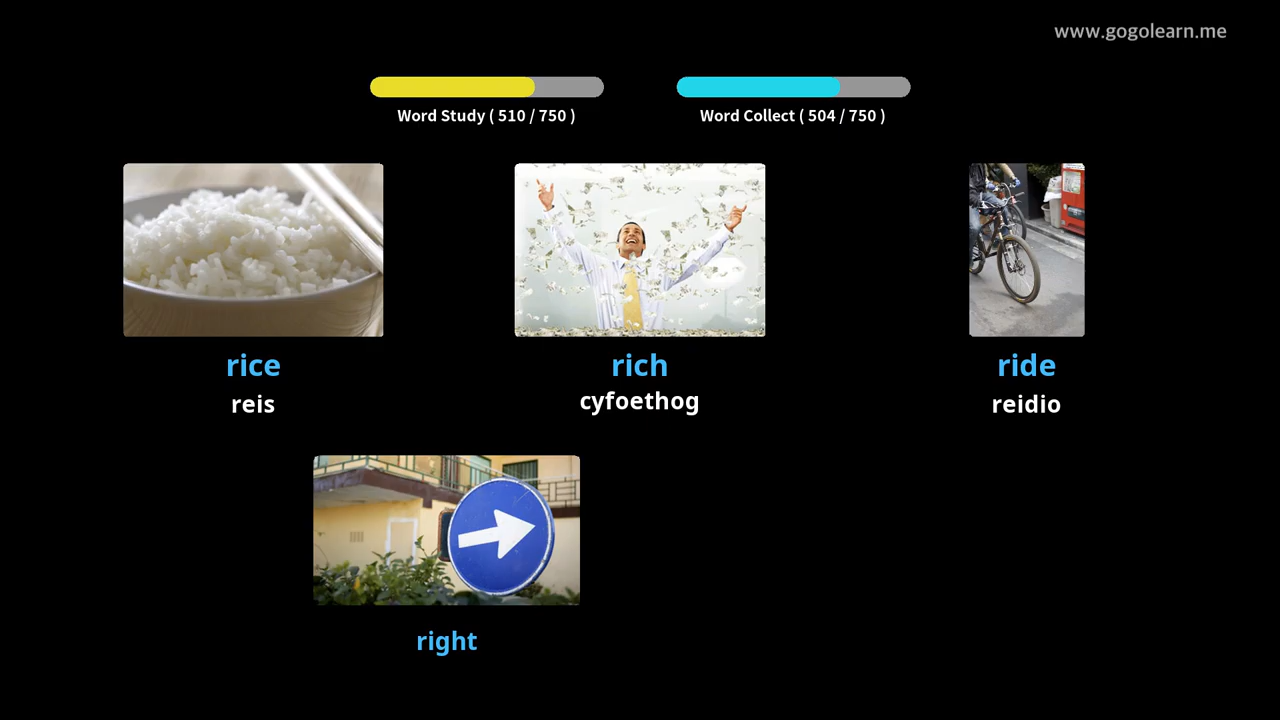 www.gogolearn.me
Word Study ( 510 / 750 )
Word Collect ( 504 / 750 )
rice
reis
rich
cyfoethog
ride
reidio
right